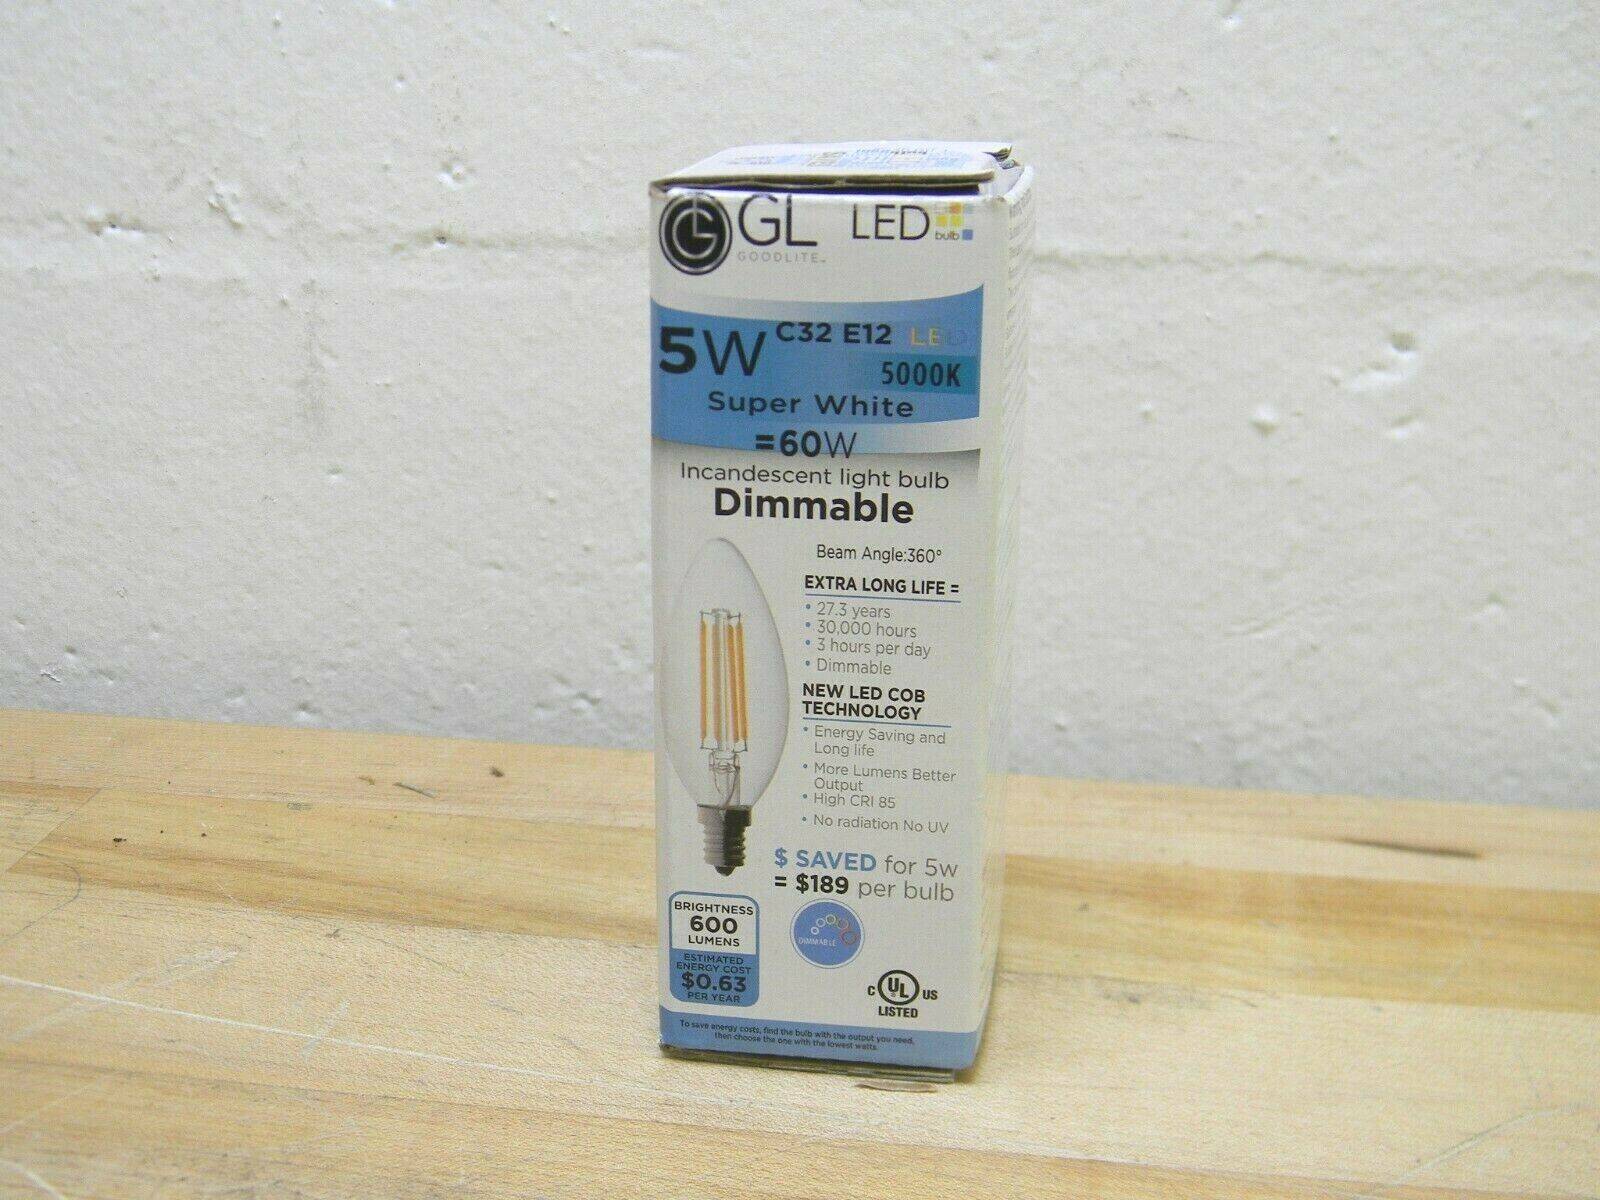 GL LED
bulb
GOODLITE™
5W C32 E12 LED
5000K
Super White
=60W
Incandescent light bulb
Dimmable
Beam Angle:360°
EXTRA LONG LIFE =
• 27.3 years
• 30,000 hours
• 3 hours per day
• Dimmable
NEW LED COB
TECHNOLOGY
• Energy Saving and
Long life
• More Lumens Better
Output
• High CRI 85
• No radiation No UV
$ SAVED for 5w
= $189 per bulb
BRIGHTNESS
600
LUMENS
ESTIMATED
ENERGY COST
$0.63
PER YEAR
DIMMABLE
C UL US
LISTED
To save energy costs, find the bulb with the output you need,
then choose the one with the lowest watts.